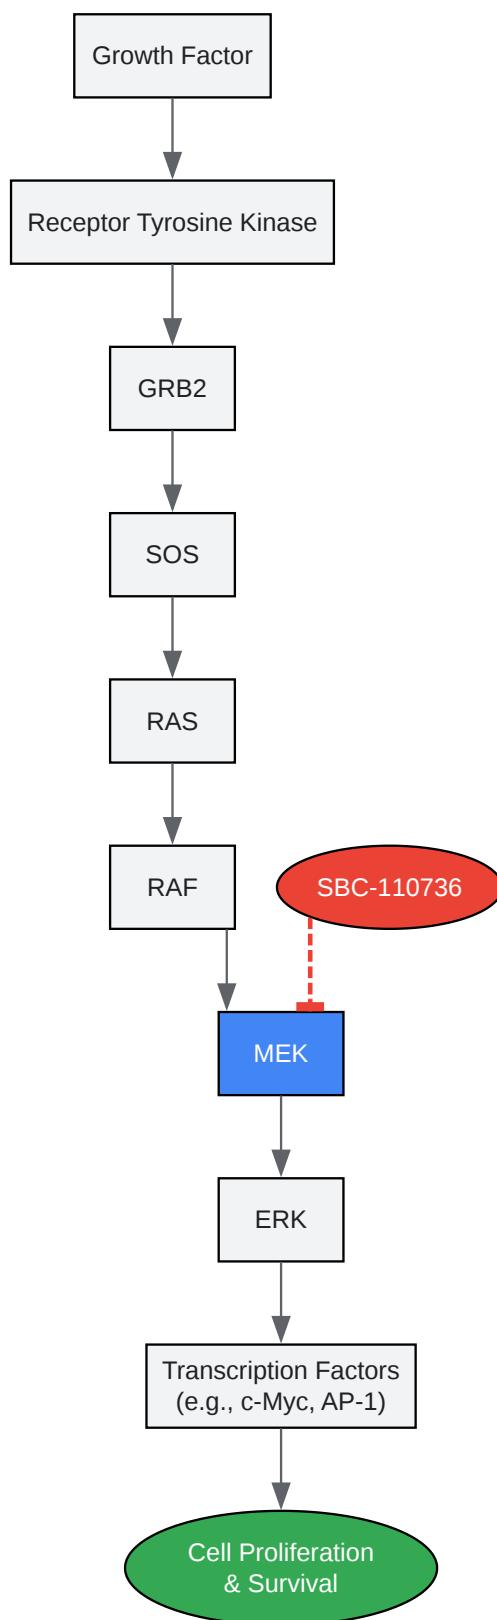 Growth Factor
Receptor Tyrosine Kinase
GRB2
SOS
RAS
RAF
SBC-110736
MEK
ERK
Transcription Factors
(e.g., c-Myc, AP-1)
Cell Proliferation
& Survival